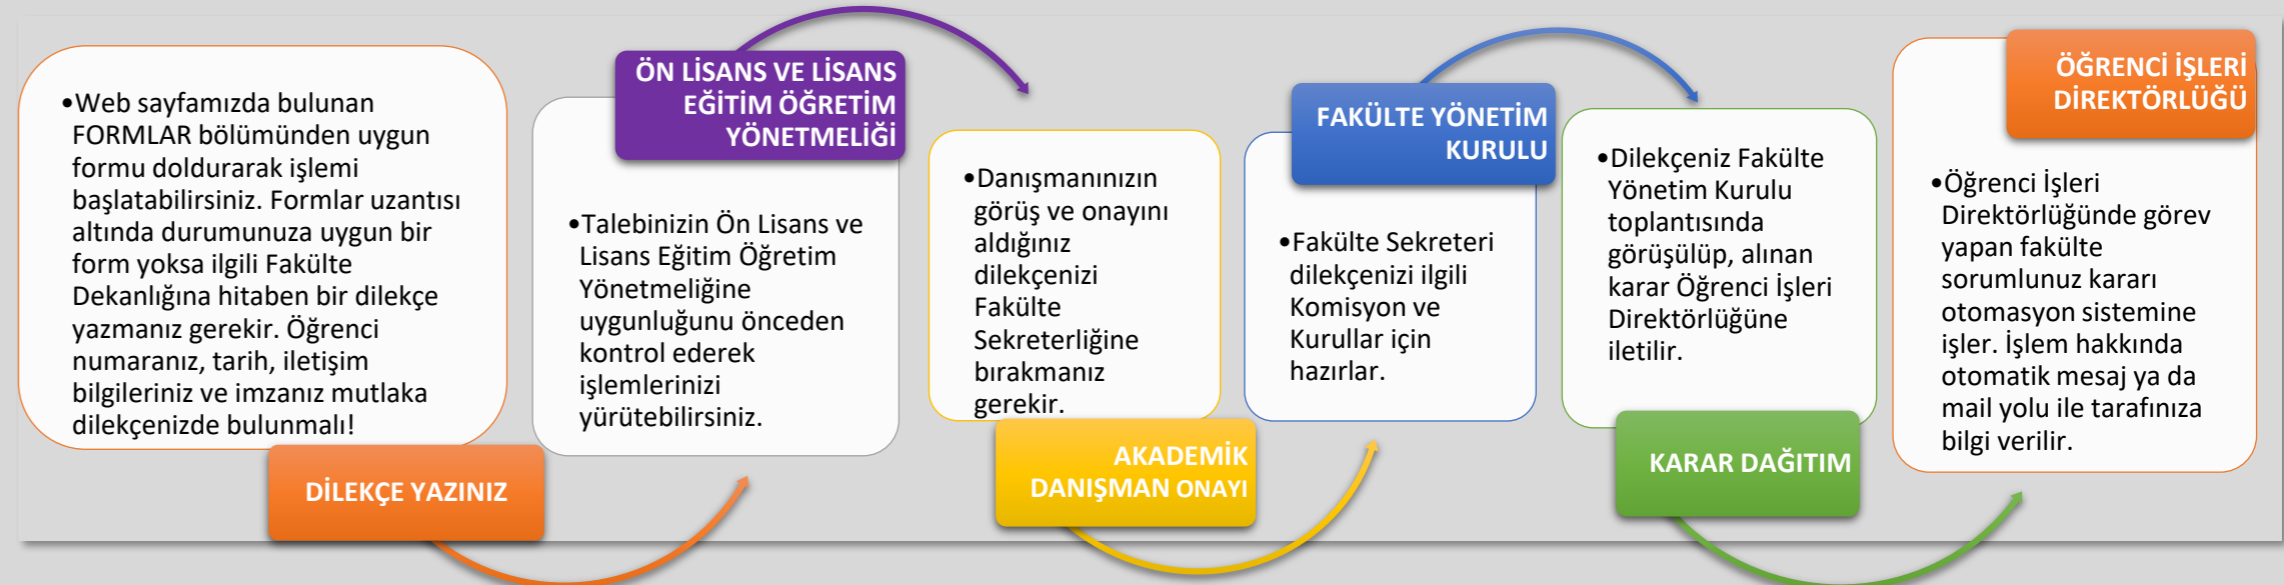 •Web sayfamızda bulunan
FORMLAR bölümünden uygun
formu doldurarak işlemi
başlatabilirsiniz. Formlar uzantısı
altında durumunuza uygun bir
form yoksa ilgili Fakülte
Dekanlığına hitaben bir dilekçe
yazmanız gerekir. Öğrenci
numaranız, tarih, iletişim
bilgileriniz ve imzanız mutlaka
dilekçenizde bulunmalı!
DİLEKÇE YAZINIZ
ÖN LİSANS VE LİSANS
EĞİTİM ÖĞRETİM
YÖNETMELİĞİ
•Talebinizin Ön Lisans ve
Lisans Eğitim Öğretim
Yönetmeliğine
uygunluğunu önceden
kontrol ederek
işlemlerinizi
yürütebilirsiniz.
•Danışmanınızın
görüş ve onayını
aldığınız
dilekçenizi
Fakülte
Sekreterliğine
bırakmanız
gerekir.
AKADEMİK
DANIŞMAN ONAYI
FAKÜLTE YÖNETİM
KURULU
•Fakülte Sekreteri
dilekçenizi ilgili
Komisyon ve
Kurullar için
hazırlar.
•Dilekçeniz Fakülte
Yönetim Kurulu
toplantısında
görüşülüp, alınan
karar Öğrenci İşleri
Direktörlüğüne
iletilir.
KARAR DAĞITIM
ÖĞRENCİ İŞLERİ
DİREKTÖRLÜĞÜ
•Öğrenci İşleri
Direktörlüğünde görev
yapan fakülte
sorumlunuz kararı
otomasyon sistemine
işler. İşlem hakkında
otomatik mesaj ya da
mail yolu ile tarafınıza
bilgi verilir.